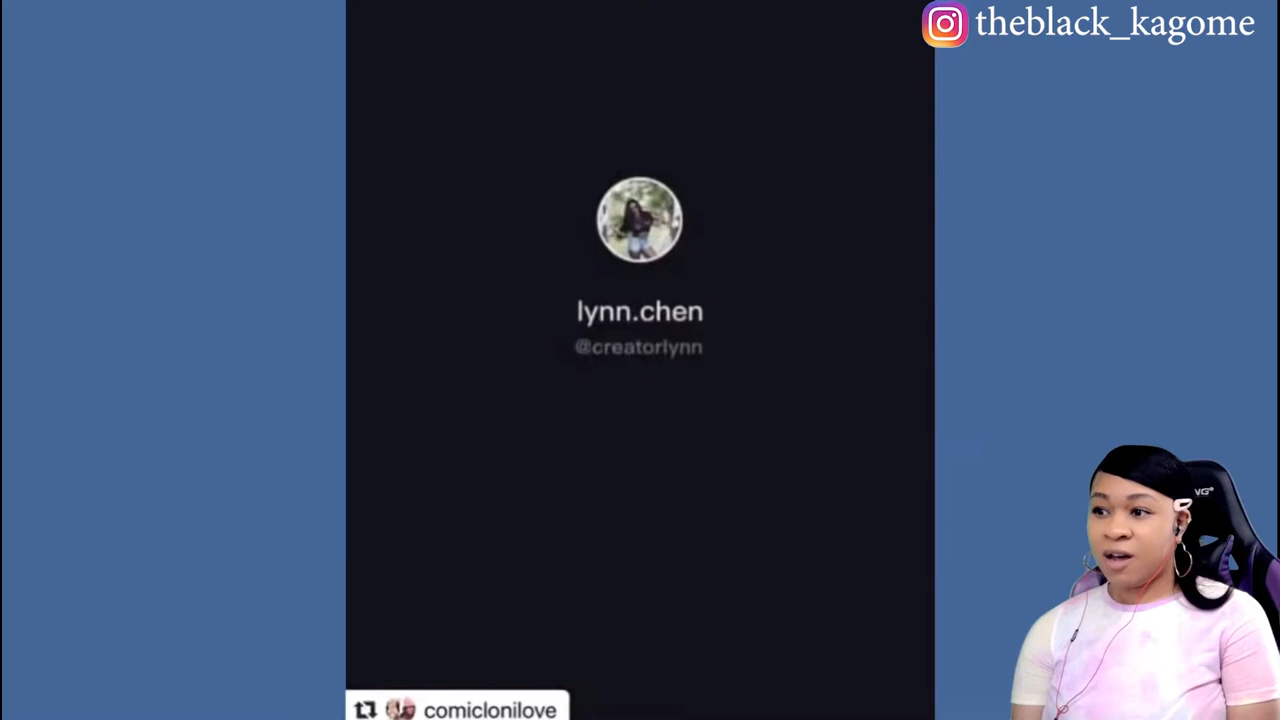 theblack_kagome
lynn.chen
@creatorlynn
comiclonilove